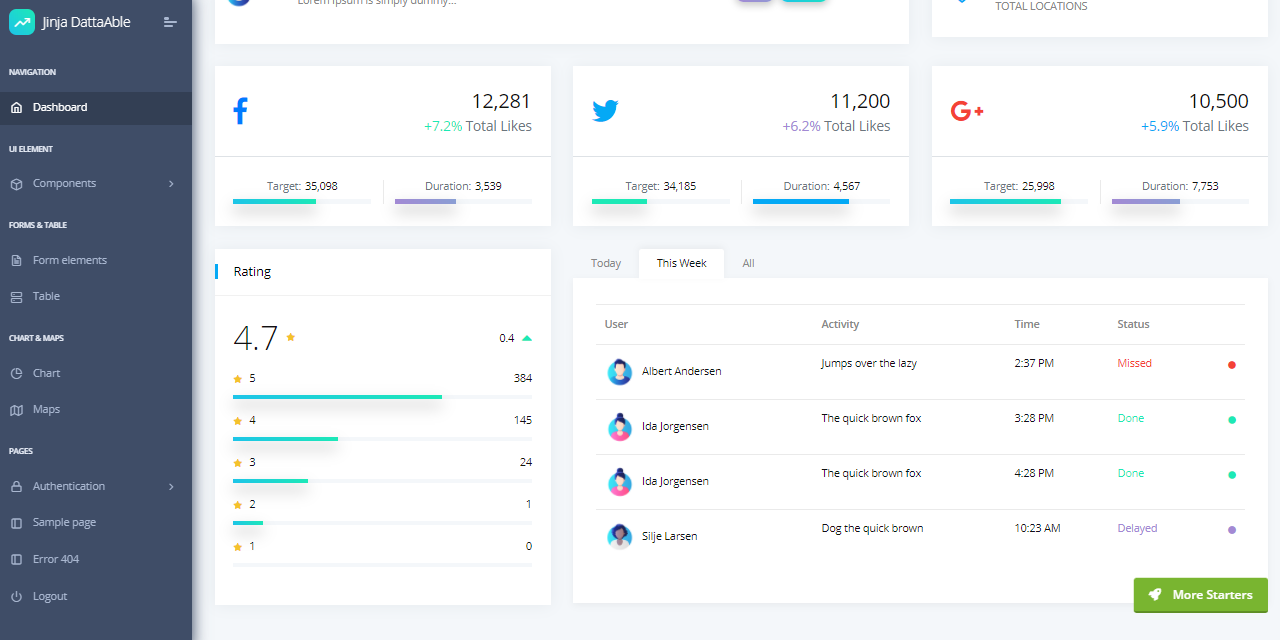 Jinja DattaAble
NAVIGATION
Dashboard
UI ELEMENT
Components
FORMS & TABLE
Form elements
Table
CHART & MAPS
Chart
Maps
PAGES
Authentication
Sample page
Error 404
Logout
Lorem Ipsum is simply dummy...
TOTAL LOCATIONS
12,281
+7.2% Total Likes
Target: 35,098
Duration: 3,539
11,200
+6.2% Total Likes
Target: 34,185
Duration: 4,567
G+
10,500
+5.9% Total Likes
Target: 25,998
Duration: 7,753
Rating
4.7
0.4
5 384
4 145
3 24
2 1
1 0
Today This Week All
User Activity Time Status
Albert Andersen Jumps over the lazy 2:37 PM Missed
Ida Jorgensen The quick brown fox 3:28 PM Done
Ida Jorgensen The quick brown fox 4:28 PM Done
Silje Larsen Dog the quick brown 10:23 AM Delayed
More Starters